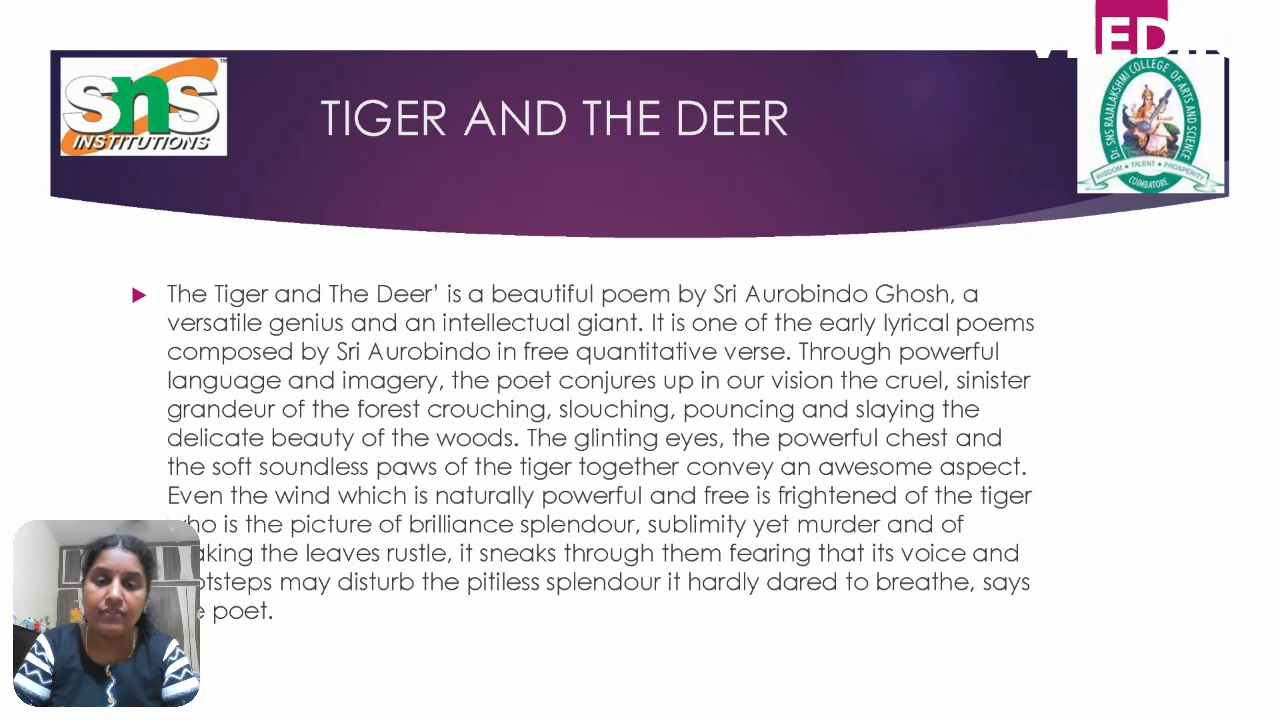 VEED.IO
SNS
INSTITUTIONS
TM
TIGER AND THE DEER
Dr. SNS RAJALAKSHMI COLLEGE OF ARTS AND SCIENCE
WISDOM ★ TALENT ★ PROSPERITY
COIMBATORE
The Tiger and The Deer’ is a beautiful poem by Sri Aurobindo Ghosh, a
versatile genius and an intellectual giant. It is one of the early lyrical poems
composed by Sri Aurobindo in free quantitative verse. Through powerful
language and imagery, the poet conjures up in our vision the cruel, sinister
grandeur of the forest crouching, slouching, pouncing and slaying the
delicate beauty of the woods. The glinting eyes, the powerful chest and
the soft soundless paws of the tiger together convey an awesome aspect.
Even the wind which is naturally powerful and free is frightened of the tiger
who is the picture of brilliance splendour, sublimity yet murder and of
the leaves rustle, it sneaks through them fearing that its voice and
may disturb the pitiless splendour it hardly dared to breathe, says
poet.